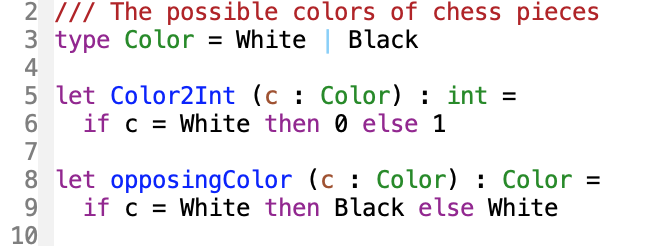 2 /// The possible colors of chess pieces
3 type Color = White | Black
4
5 let Color2Int (c : Color) : int =
6   if c = White then 0 else 1
7
8 let opposingColor (c : Color) : Color =
9   if c = White then Black else White
10